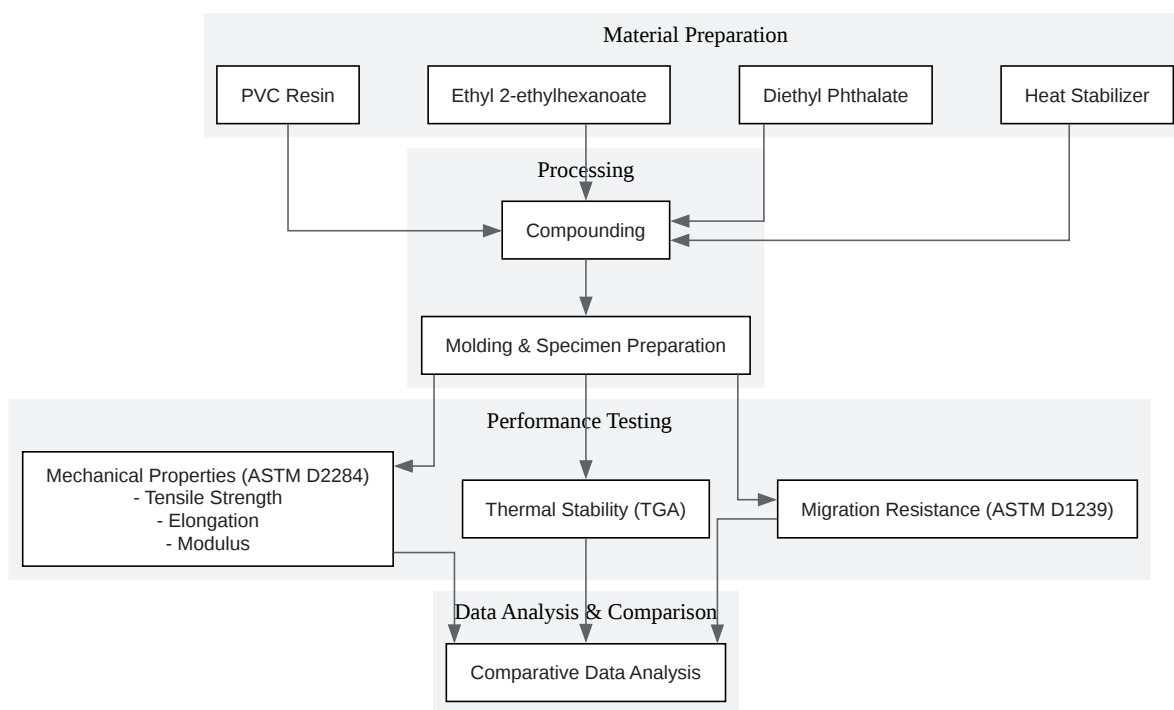 Material Preparation
PVC Resin
Ethyl 2-ethylhexanoate
Diethyl Phthalate
Heat Stabilizer
Processing
Compounding
Molding & Specimen Preparation
Performance Testing
Mechanical Properties (ASTM D2284)
- Tensile Strength
- Elongation
- Modulus
Thermal Stability (TGA)
Migration Resistance (ASTM D1239)
Data Analysis & Comparison
Comparative Data Analysis